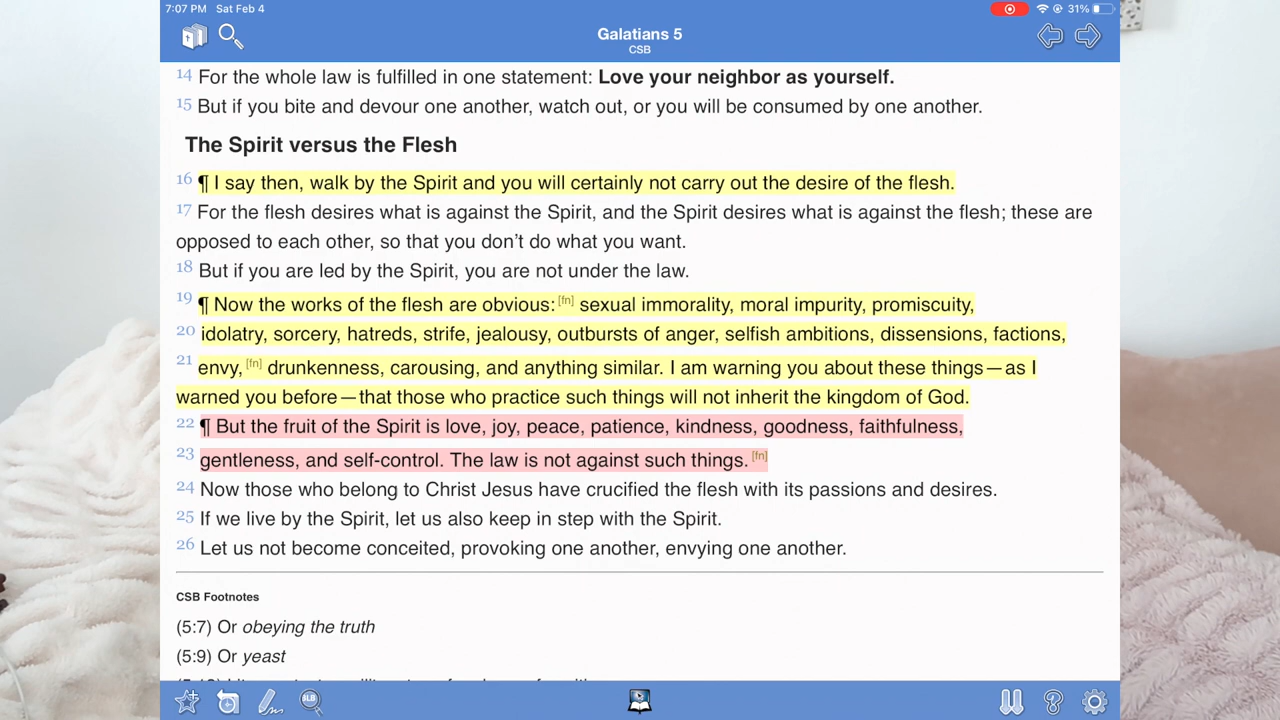 7:07 PM Sat Feb 4
31%
Galatians 5
CSB
14 For the whole law is fulfilled in one statement: Love your neighbor as yourself.
15 But if you bite and devour one another, watch out, or you will be consumed by one another.
The Spirit versus the Flesh
16 ¶ I say then, walk by the Spirit and you will certainly not carry out the desire of the flesh.
17 For the flesh desires what is against the Spirit, and the Spirit desires what is against the flesh; these are
opposed to each other, so that you don’t do what you want.
18 But if you are led by the Spirit, you are not under the law.
19 ¶ Now the works of the flesh are obvious: [fn] sexual immorality, moral impurity, promiscuity,
20 idolatry, sorcery, hatreds, strife, jealousy, outbursts of anger, selfish ambitions, dissensions, factions,
21 envy, [fn] drunkenness, carousing, and anything similar. I am warning you about these things — as I
warned you before — that those who practice such things will not inherit the kingdom of God.
22 ¶ But the fruit of the Spirit is love, joy, peace, patience, kindness, goodness, faithfulness,
23 gentleness, and self-control. The law is not against such things. [fn]
24 Now those who belong to Christ Jesus have crucified the flesh with its passions and desires.
25 If we live by the Spirit, let us also keep in step with the Spirit.
26 Let us not become conceited, provoking one another, envying one another.
CSB Footnotes
(5:7) Or obeying the truth
(5:9) Or yeast
BLB